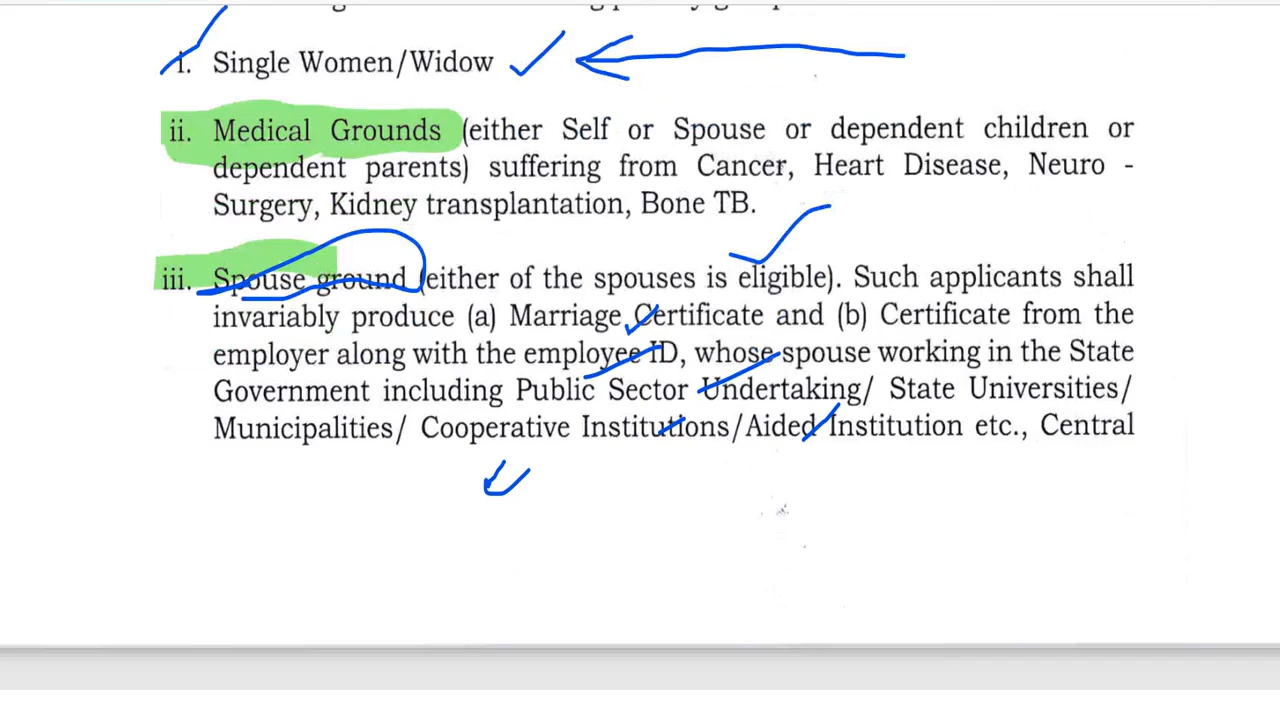 i. Single Women/Widow
ii. Medical Grounds (either Self or Spouse or dependent children or
dependent parents) suffering from Cancer, Heart Disease, Neuro -
Surgery, Kidney transplantation, Bone TB.
iii. Spouse ground (either of the spouses is eligible). Such applicants shall
invariably produce (a) Marriage Certificate and (b) Certificate from the
employer along with the employee ID, whose spouse working in the State
Government including Public Sector Undertaking/ State Universities/
Municipalities/ Cooperative Institutions/Aided Institution etc., Central